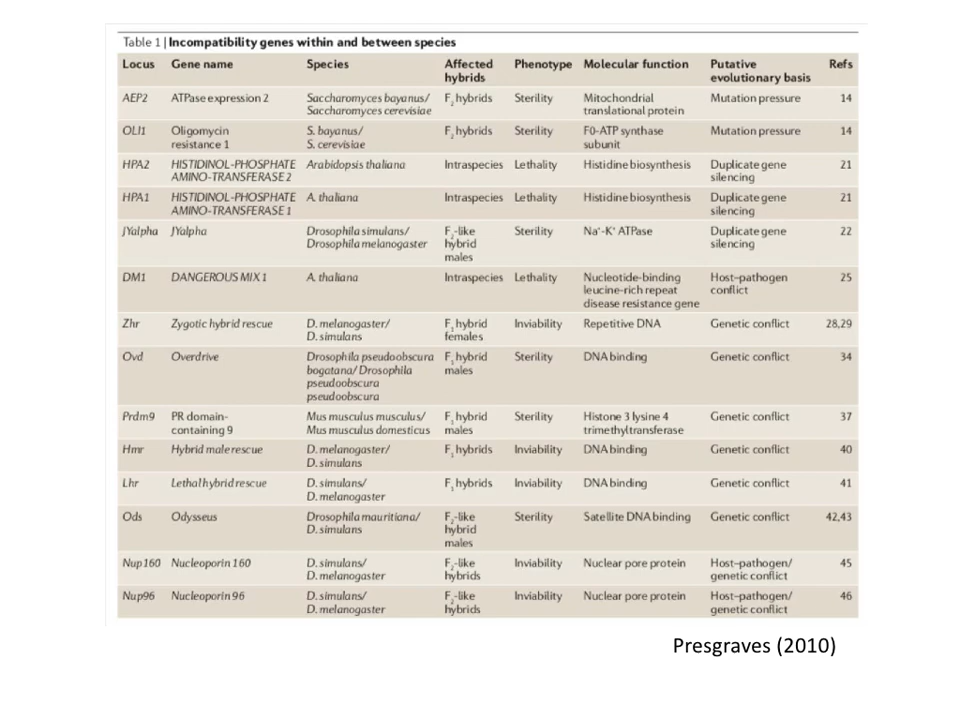 Table 1 | Incompatibility genes within and between species
Locus Gene name Species Affected hybrids Phenotype Molecular function Putative evolutionary basis Refs
AEP2 ATPase expression 2 Saccharomyces bayanus/ Saccharomyces cerevisiae F2 hybrids Sterility Mitochondrial translational protein Mutation pressure 14
OLI1 Oligomycin resistance 1 S. bayanus/ S. cerevisiae F2 hybrids Sterility F0-ATP synthase subunit Mutation pressure 14
HPA2 HISTIDINOL-PHOSPHATE AMINO-TRANSFERASE 2 Arabidopsis thaliana Intraspecies Lethality Histidine biosynthesis Duplicate gene silencing 21
HPA1 HISTIDINOL-PHOSPHATE AMINO-TRANSFERASE 1 A. thaliana Intraspecies Lethality Histidine biosynthesis Duplicate gene silencing 21
JYalpha JYalpha Drosophila simulans/ Drosophila melanogaster F2-like hybrid males Sterility Na+-K+ ATPase Duplicate gene silencing 22
DM1 DANGEROUS MIX 1 A. thaliana Intraspecies Lethality Nucleotide-binding leucine-rich repeat disease resistance gene Host–pathogen conflict 25
Zhr Zygotic hybrid rescue D. melanogaster/ D. simulans F1 hybrid females Inviability Repetitive DNA Genetic conflict 28,29
Ovd Overdrive Drosophila pseudoobscura bogatana/ Drosophila pseudoobscura pseudoobscura F1 hybrid males Sterility DNA binding Genetic conflict 34
Prdm9 PR domain-containing 9 Mus musculus musculus/ Mus musculus domesticus F1 hybrid males Sterility Histone 3 lysine 4 trimethyltransferase Genetic conflict 37
Hmr Hybrid male rescue D. melanogaster/ D. simulans F1 hybrids Inviability DNA binding Genetic conflict 40
Lhr Lethal hybrid rescue D. simulans/ D. melanogaster F1 hybrids Inviability DNA binding Genetic conflict 41
Ods Odysseus Drosophila mauritiana/ D. simulans F2-like hybrid males Sterility Satellite DNA binding Genetic conflict 42,43
Nup160 Nucleoporin 160 D. simulans/ D. melanogaster F2-like hybrids Inviability Nuclear pore protein Host–pathogen/ genetic conflict 45
Nup96 Nucleoporin 96 D. simulans/ D. melanogaster F2-like hybrids Inviability Nuclear pore protein Host–pathogen/ genetic conflict 46
Presgraves (2010)